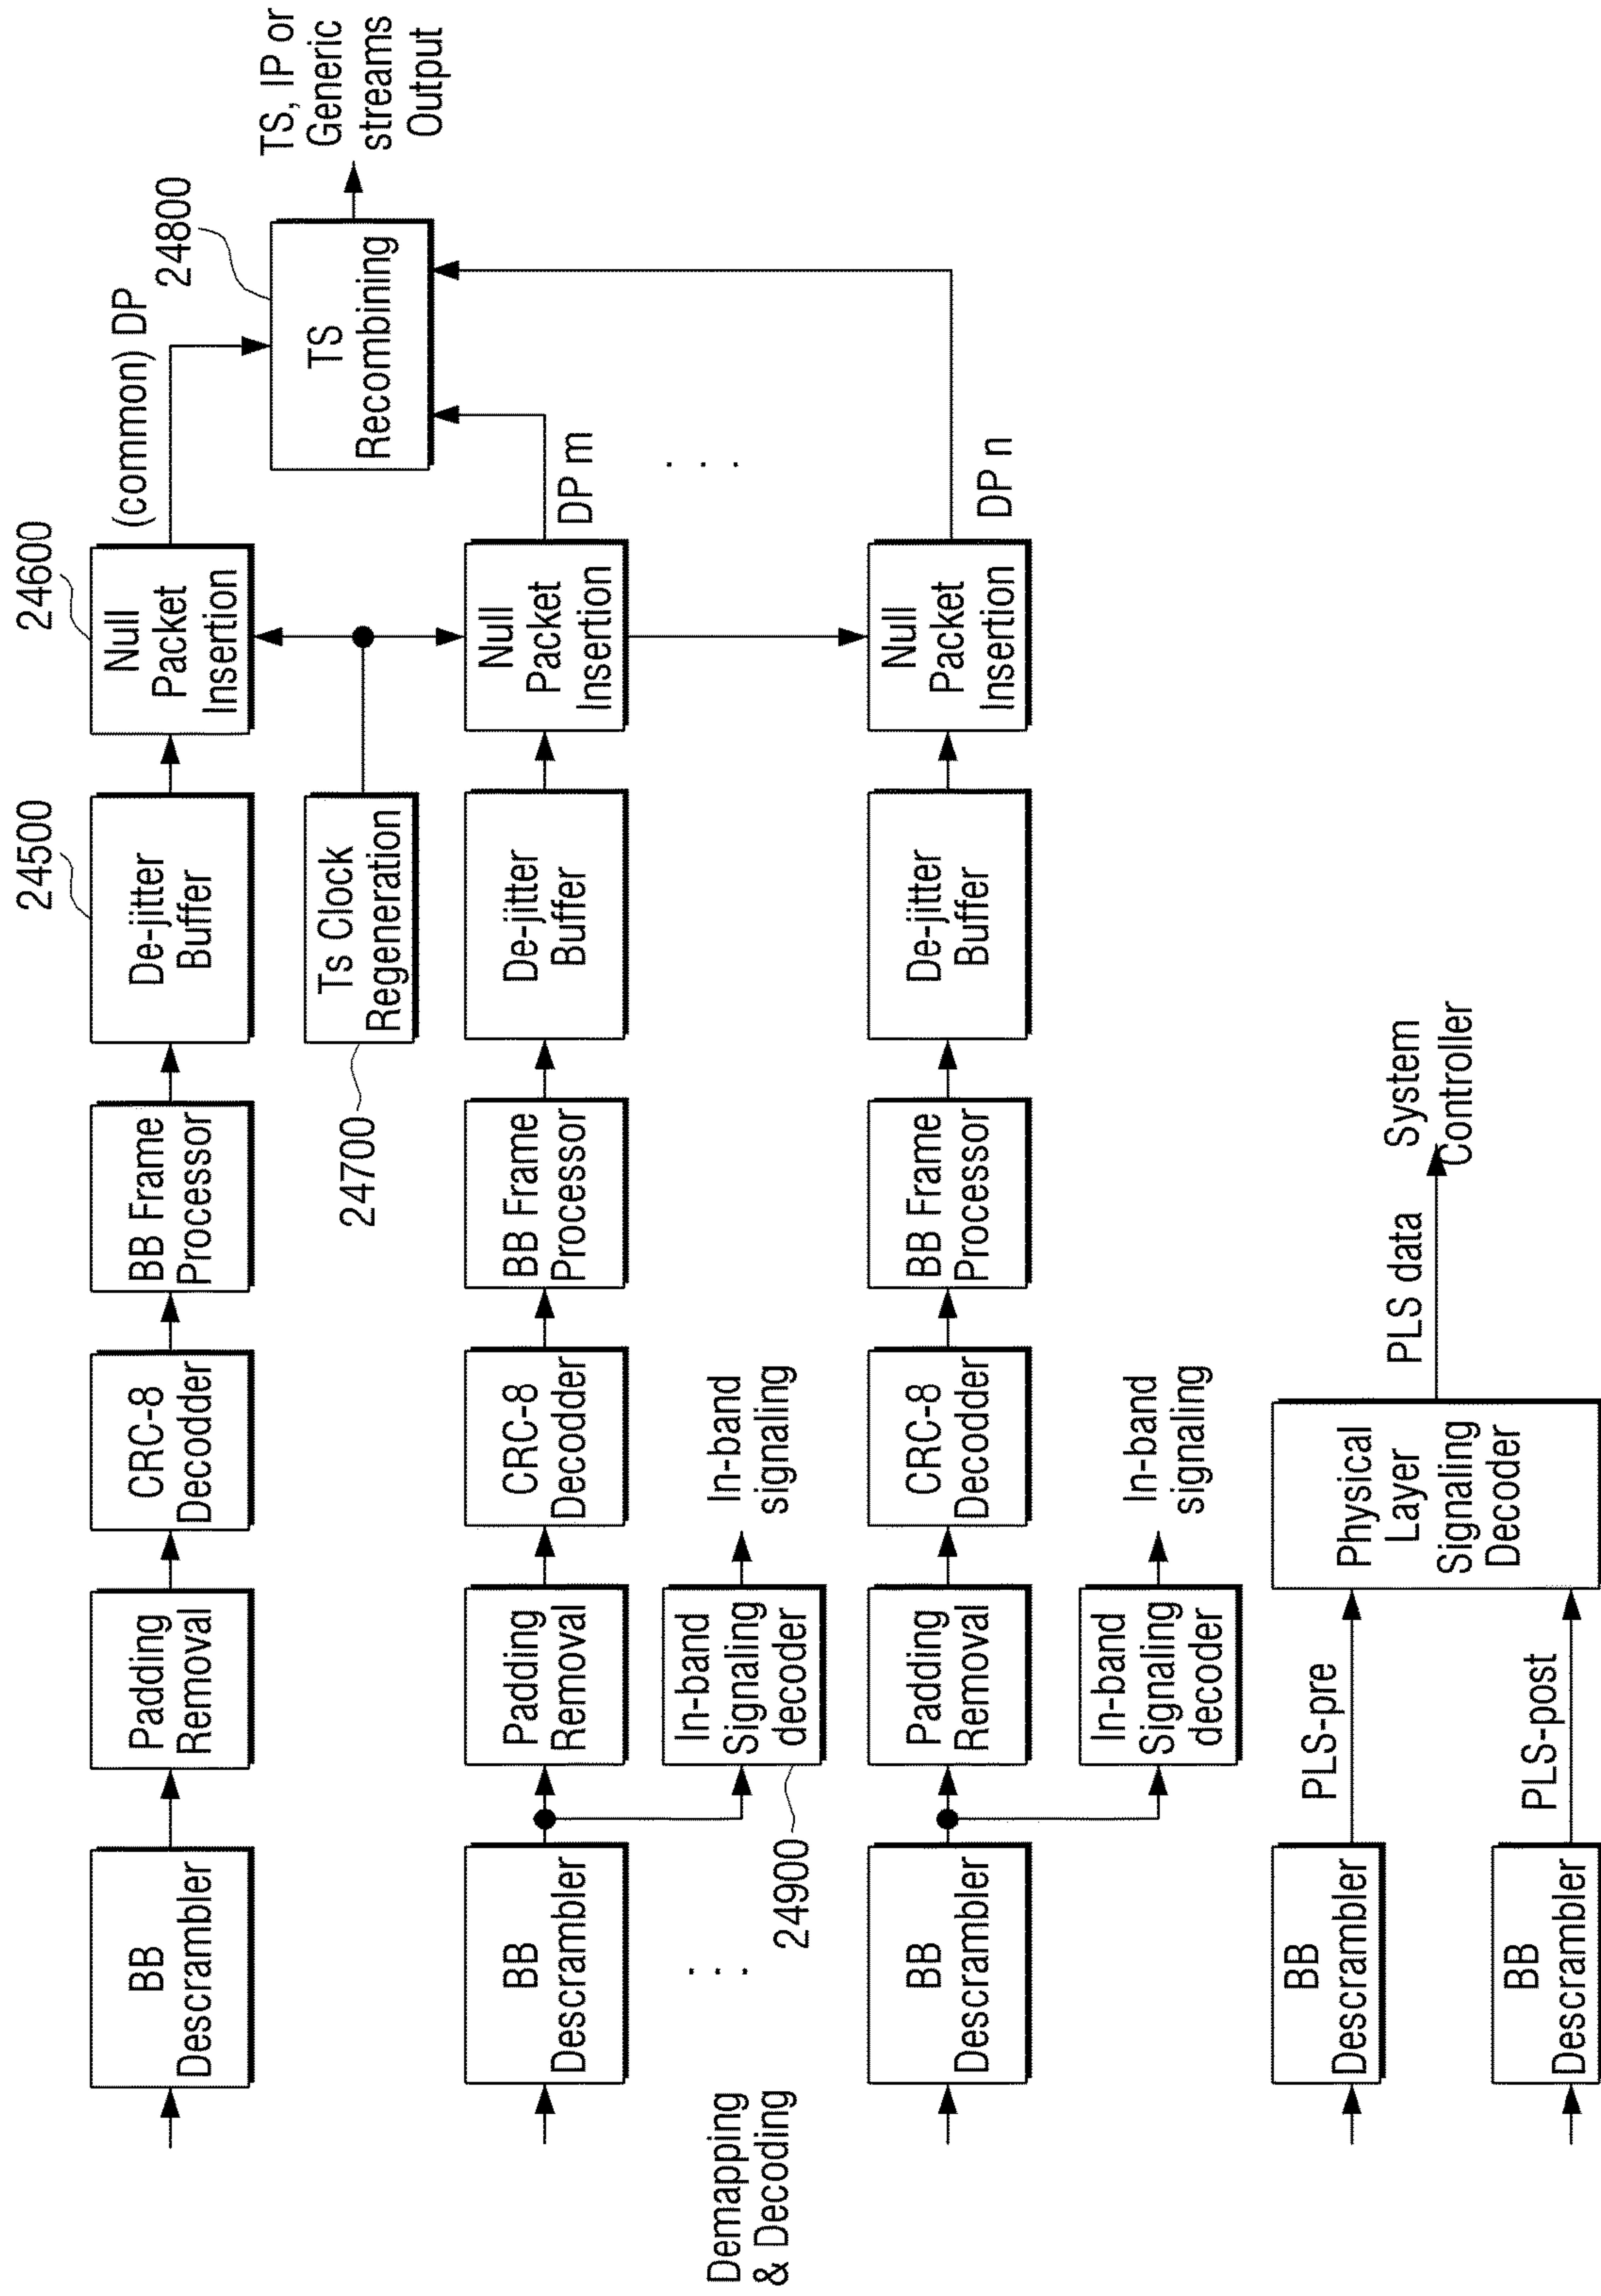 24500
24600
(common) DP
24800
BB
Descrambler
Padding
Removal
CRC-8
Decodder
BB Frame
Processor
De-jitter
Buffer
Null
Packet
Insertion
TS
Recombining
TS, IP or
Generic
streams
Output
24700
Ts Clock
Regeneration
BB
Descrambler
Padding
Removal
CRC-8
Decodder
BB Frame
Processor
De-jitter
Buffer
Null
Packet
Insertion
DP m
24900
In-band
Signaling
decoder
In-band
signaling
. . .
. . .
Demapping
& Decoding
BB
Descrambler
Padding
Removal
CRC-8
Decodder
BB Frame
Processor
De-jitter
Buffer
Null
Packet
Insertion
DP n
In-band
Signaling
decoder
In-band
signaling
BB
Descrambler
PLS-pre
Physical
Layer
Signaling
Decoder
PLS data
System
Controller
BB
Descrambler
PLS-post